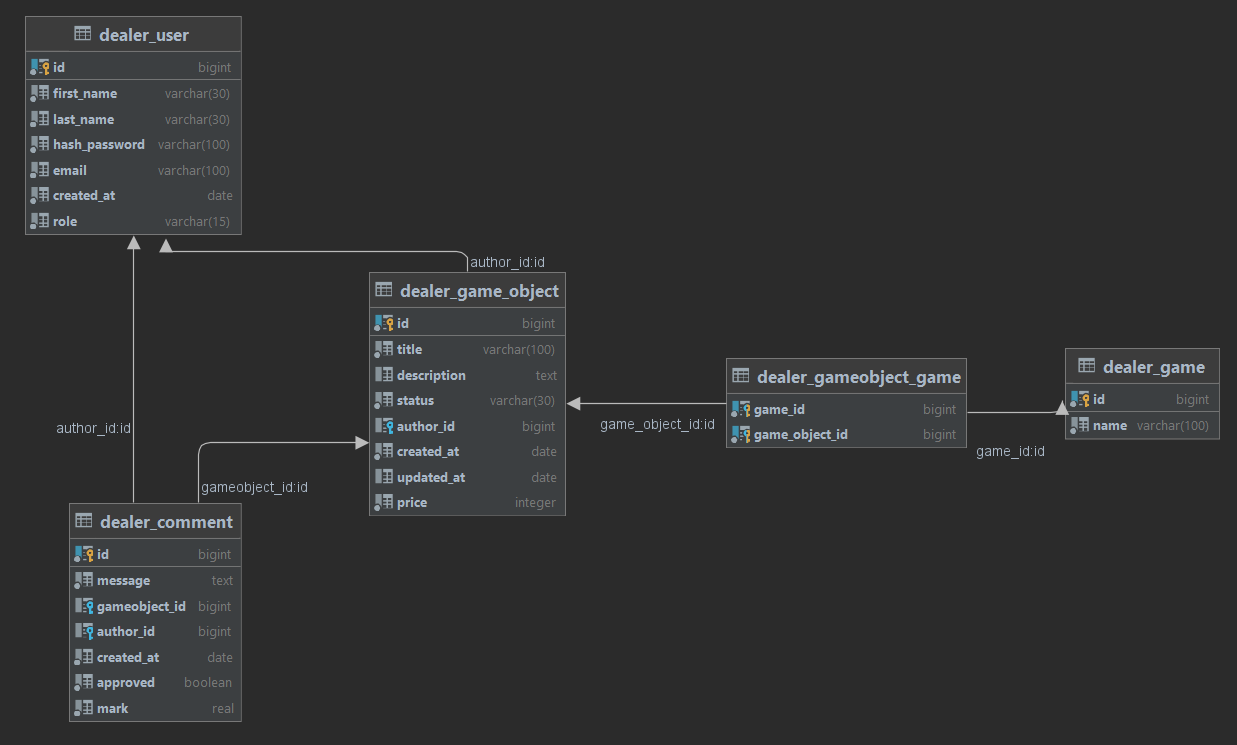 dealer_user
id bigint
first_name varchar(30)
last_name varchar(30)
hash_password varchar(100)
email varchar(100)
created_at date
role varchar(15)
author_id:id
dealer_game_object
id bigint
title varchar(100)
description text
status varchar(30)
author_id bigint
created_at date
updated_at date
price integer
dealer_gameobject_game
game_id bigint
game_object_id bigint
game_object_id:id
dealer_game
id bigint
name varchar(100)
game_id:id
author_id:id
gameobject_id:id
dealer_comment
id bigint
message text
gameobject_id bigint
author_id bigint
created_at date
approved boolean
mark real